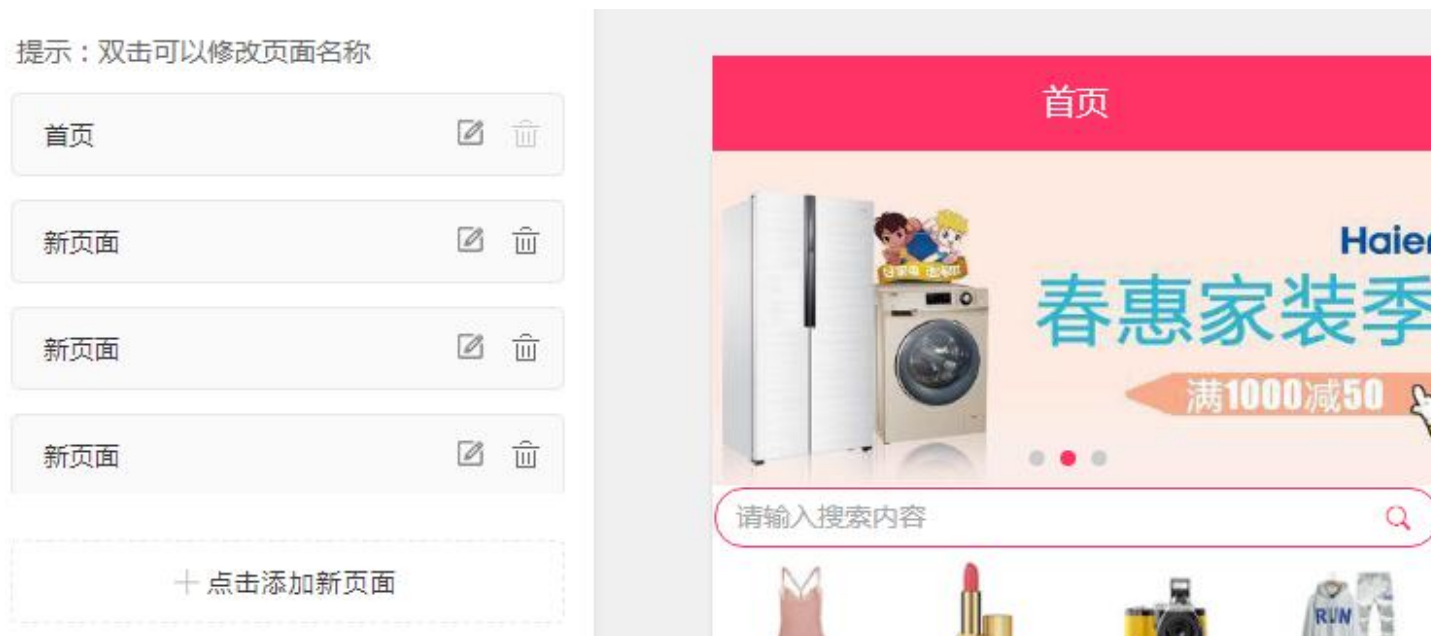 提示：双击可以修改页面名称
首页
新页面
新页面
新页面
点击添加新页面
首页
Haier
春惠家装季
满1000减50
请输入搜索内容
RUN